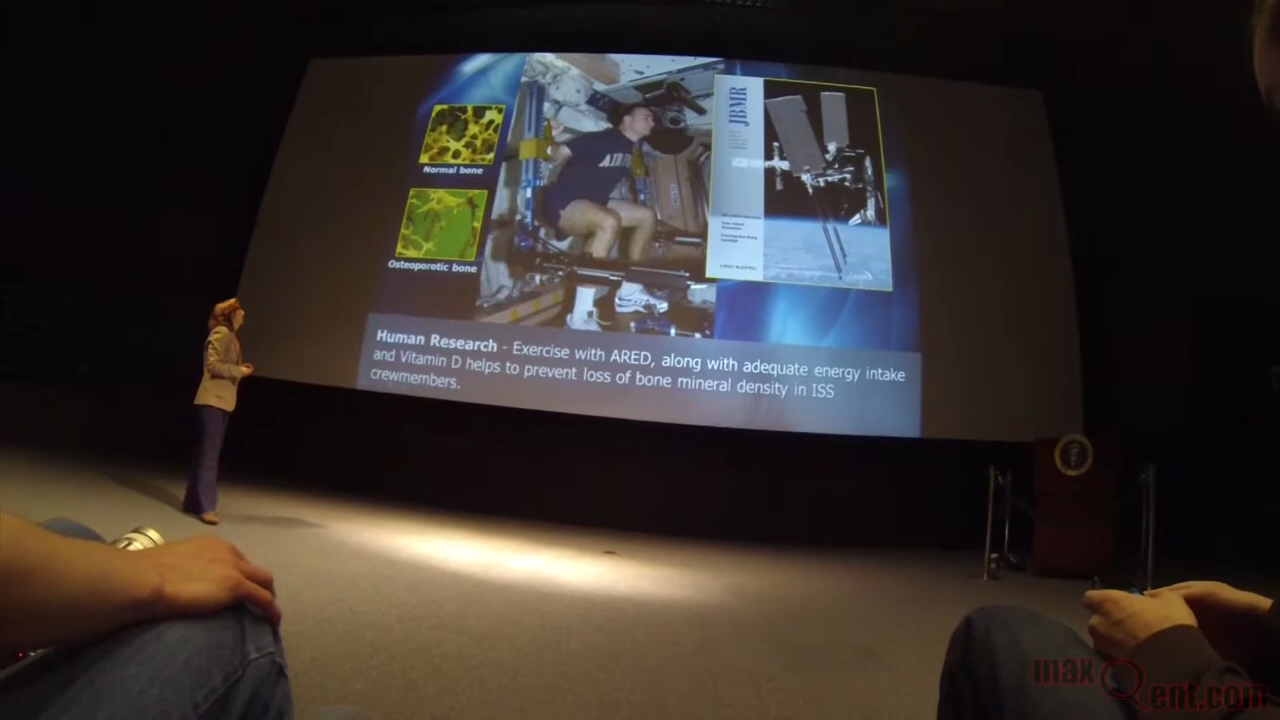 JBMR
AIR
Normal bone
Osteoporotic bone
Human Research - Exercise with ARED, along with adequate energy intake
and Vitamin D helps to prevent loss of bone mineral density in ISS
crewmembers.
maxQent.com